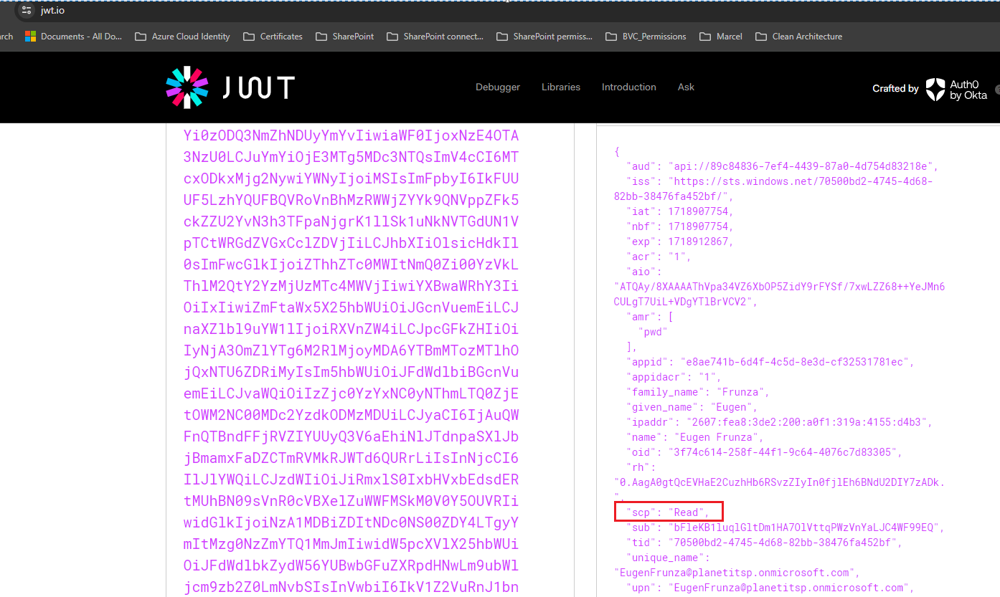 jwt.io
rch Documents - All Do... Azure Cloud Identity Certificates SharePoint SharePoint connect... SharePoint permiss... BVC_Permissions Marcel Clean Architecture
JWT Debugger Libraries Introduction Ask Crafted by Auth0 by Okta
Yi0zODQ3NmZhNDUyYmYvIiwiaWF0IjoxNzE4OTA
3NzU0LCJuYmYiOjE3MTg5MDc3NTQsImV4cCI6MT
cxODkxMjg2NywiYWNyIjoiMSIsImFpbyI6IkFUU
UF5LzhYQUFBQVRoVnBhMzRWWjZYYk9QNVppZFk5
ckZZU2YvN3h3TFpaNjgrK1llSk1uNkNVTGdUN1V
pTCtWRGdZVGxCclZDVjIiLCJhbXIiOlsicHdkIl
0sImFwcGlkIjoiZThhZTc0MWItNmQ0Zi00YzVkL
ThlM2QtY2YzMjUzMTc4MWVjIiwiYXBwaWRhY3Ii
OiIxIiwiZmFtaWx5X25hbWUiOiJGcnVuemEiLCJ
naXZlbl9uYW1lIjoiRXVnZW4iLCJpcGFkZHIiOi
IyNjA3OmZlYTg6M2RlMjoyMDA6YTBmMTozMTlhO
jQxNTU6ZDRiMyIsIm5hbWUiOiJFdWdlbiBGcnVu
emEiLCJvaWQiOiIzZjc0YzYxNC0yNThmLTQ0ZjE
tOWM2NC00MDc2YzdkODMzMDUiLCJyaCI6IjAuQW
FnQTBndFFjRVZIYUUyQ3V6aEhiNlJTdnpaSXlJb
jBmamxFaDZCTmRVMkRJWTd6QURrLiIsInNjcCI6
IlJlYWQiLCJzdWIiOiJiRmxlS0IxbHVxbEdsdER
tMUhBN09sVnR0cVBXelZuWWFMSkM0V0Y5OUVRIi
widGlkIjoiNzA1MDBiZDItNDc0NS00ZDY4LTgyY
mItMzg0NzZmYTQ1MmJmIiwidW5pcXVlX25hbWUi
OiJFdWdlbkZydW56YUBwbGFuZXRpdHNwLm9ubWl
jcm9zb2Z0LmNvbSIsInVwbiI6IkV1Z2VuRnJ1bn
{
"aud": "api://89c84836-7ef4-4439-87a0-4d754d83218e",
"iss": "https://sts.windows.net/70500bd2-4745-4d68-
82bb-38476fa452bf/",
"iat": 1718907754,
"nbf": 1718907754,
"exp": 1718912867,
"acr": "1",
"aio":
"ATQAy/8XAAAAThVpa34VZ6XbOP5ZidY9rFYSf/7xwLZZ68++YeJMn6
CULgT7UiL+VDgYTlBrVCV2",
"amr": [
"pwd"
],
"appid": "e8ae741b-6d4f-4c5d-8e3d-cf32531781ec",
"appidacr": "1",
"family_name": "Frunza",
"given_name": "Eugen",
"ipaddr": "2607:fea8:3de2:200:a0f1:319a:4155:d4b3",
"name": "Eugen Frunza",
"oid": "3f74c614-258f-44f1-9c64-4076c7d83305",
"rh":
"0.AagA0gtQcEVHaE2CuzhHb6RSvzZIyIn0fjlEh6BNdU2DIY7zADk.
",
"scp": "Read",
"sub": "bFleKB1luqlGltDm1HA7OlVttqPWzVnYaLJC4WF99EQ",
"tid": "70500bd2-4745-4d68-82bb-38476fa452bf",
"unique_name":
"EugenFrunza@planetitsp.onmicrosoft.com",
"upn": "EugenFrunza@planetitsp.onmicrosoft.com",